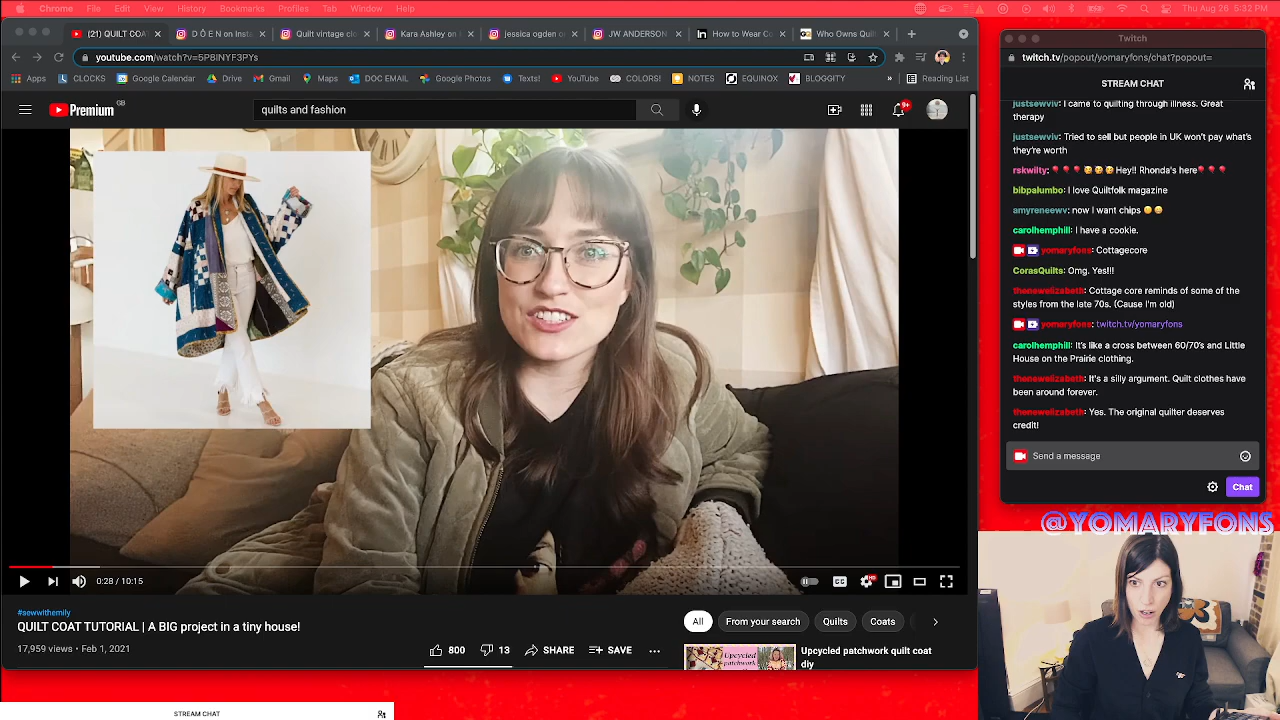 Chrome File Edit View History Bookmarks Profiles Tab Window Help
Thu Aug 26 5:32 PM
(21) QUILT COAT
D Ô E N on Inst
Quilt vintage clo
Kara Ashley on I
jessica ogden on
JW ANDERSON
How to Wear Co
Who Owns Quilt
youtube.com/watch?v=5P8INYF3PYs
Apps CLOCKS Google Calendar Drive Gmail Maps DOC EMAIL Texts! YouTube COLORS! NOTES EQUINOX BLOGGITY » Reading List
Premium GB
quilts and fashion
9+
0:28 / 10:15
HD
#sewwithemily
QUILT COAT TUTORIAL | A BIG project in a tiny house!
17,959 views • Feb 1, 2021
800 13 SHARE SAVE
All From your search Quilts Coats
Upcycled patchwork quilt coat
diy
Twitch
twitch.tv/popout/yomaryfons/chat?popout=
STREAM CHAT
justsewviv: I came to quilting through illness. Great
therapy
justsewviv: Tried to sell but people in UK won't pay what's
they're worth
rskwilty: 🎈🎈🎈🥰🥰🥰 Hey!! Rhonda's here🎈🎈🎈
bibpalumbo: I love Quiltfolk magazine
amyreneewv: now I want chips
carolhemphill: I have a cookie.
yomaryfons: Cottagecore
CorasQuilts: Omg. Yes!!!
thenewelizabeth: Cottage core reminds of some of the
styles from the late 70s. (Cause I'm old)
yomaryfons: twitch.tv/yomaryfons
carolhemphill: It's like a cross between 60/70's and Little
House on the Prairie clothing.
thenewelizabeth: It's a silly argument. Quilt clothes have
been around forever.
thenewelizabeth: Yes. The original quilter deserves
credit!
Send a message
Chat
@YOMARYFONS
STREAM CHAT